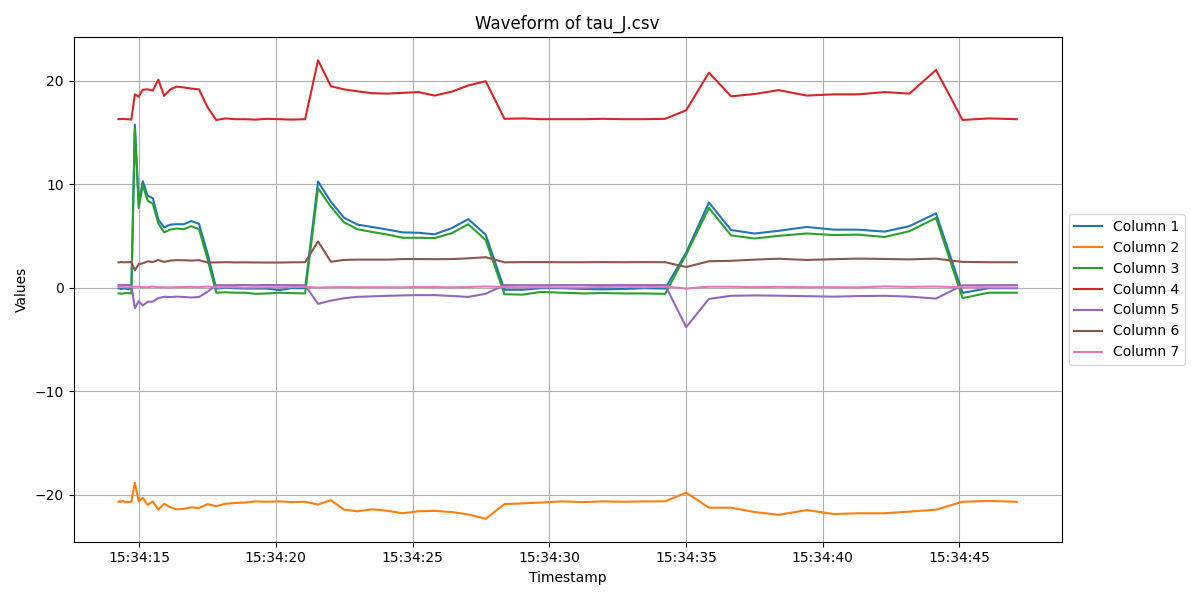 Waveform of tau_J.csv
Values
20
10
0
−10
−20
15:34:15 15:34:20 15:34:25 15:34:30 15:34:35 15:34:40 15:34:45
Timestamp
Column 1
Column 2
Column 3
Column 4
Column 5
Column 6
Column 7